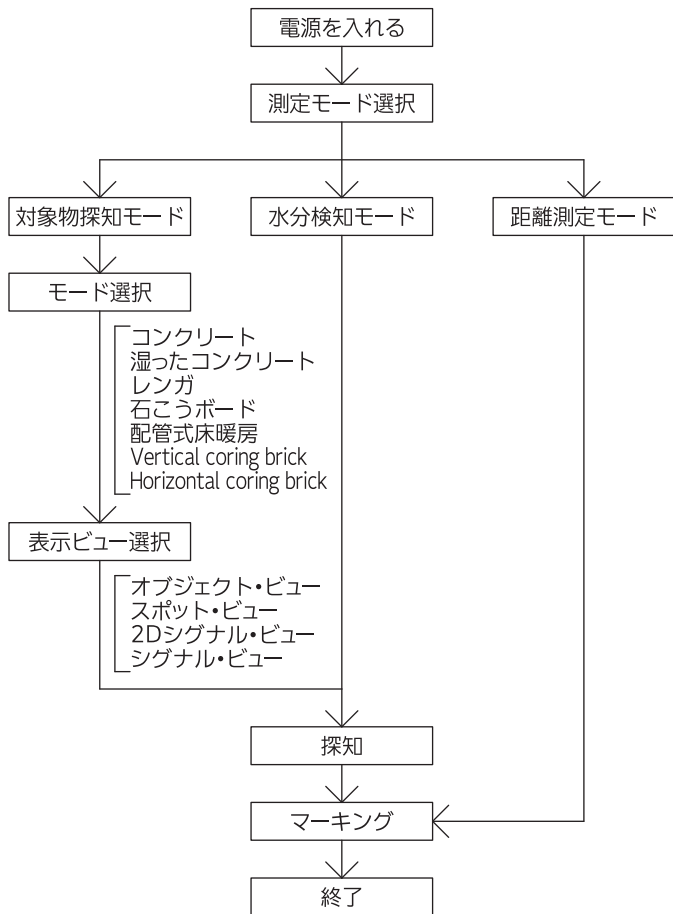 電源を入れる
測定モード選択
対象物探知モード
水分検知モード
距離測定モード
モード選択
コンクリート
湿ったコンクリート
レンガ
石こうボード
配管式床暖房
Vertical coring brick
Horizontal coring brick
表示ビュー選択
オブジェクト・ビュー
スポット・ビュー
2Dシグナル・ビュー
シグナル・ビュー
探知
マーキング
終了